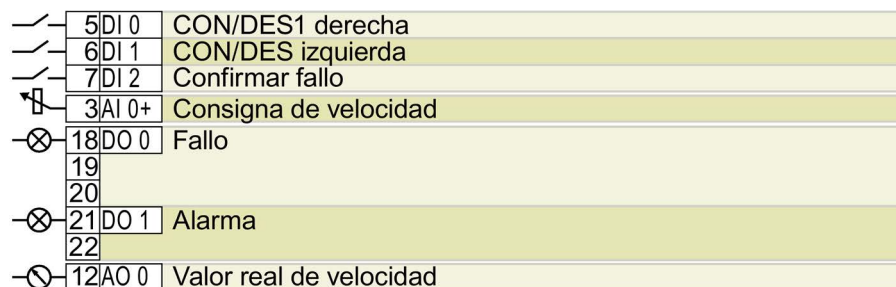 5 DI 0 CON/DES1 derecha
6 DI 1 CON/DES izquierda
7 DI 2 Confirmar fallo
3 AI 0+ Consigna de velocidad
18 DO 0 Fallo
19
20
21 DO 1 Alarma
22
12 AO 0 Valor real de velocidad